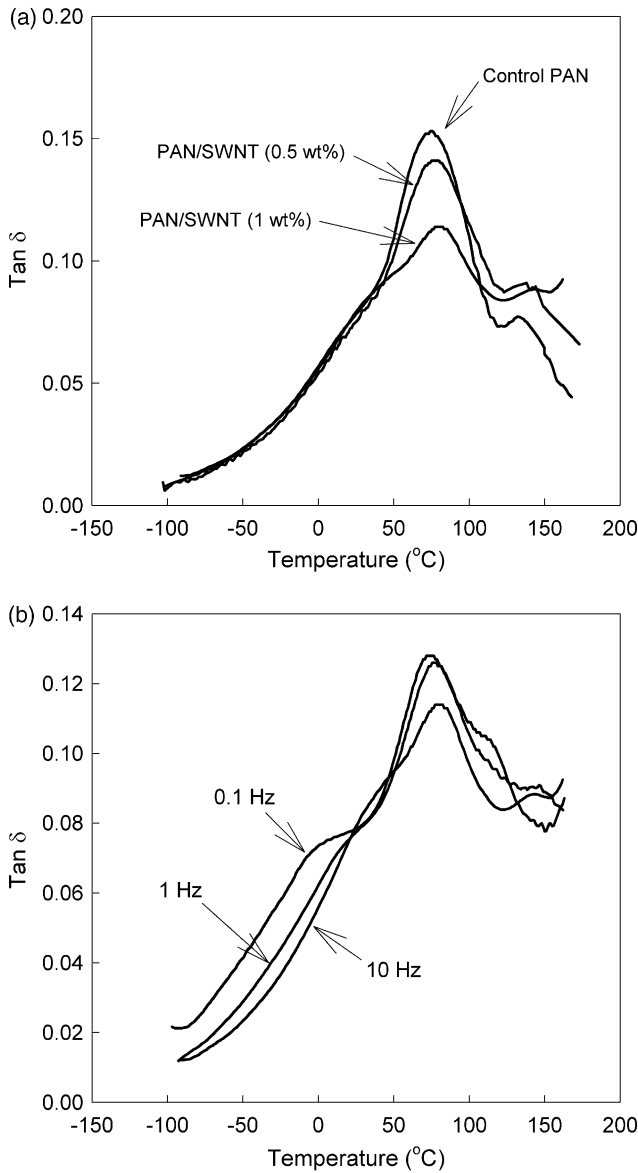 (a)
0.20
0.15
0.10
0.05
0.00
Tan δ
Control PAN
PAN/SWNT (0.5 wt%)
PAN/SWNT (1 wt%)
-150 -100 -50 0 50 100 150 200
Temperature (°C)
(b)
0.14
0.12
0.10
0.08
0.06
0.04
0.02
0.00
Tan δ
0.1 Hz
1 Hz
10 Hz
-150 -100 -50 0 50 100 150 200
Temperature (°C)